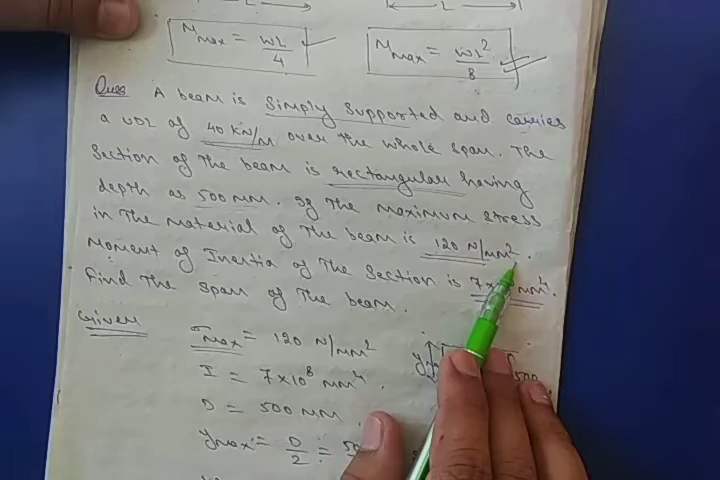 L
Mmax = WL/4
Mmax = WL²/8
Ques A beam is Simply Supported and carries
a UDL of 40 KN/M over the whole span. The
Section of the beam is rectangular having
depth as 500 MM. If the maximum stress
in the Material of the beam is 120 N/MM².
Moment of Inertia of the Section is 7× MM⁴.
Find the span of the beam.
Given σmax = 120 N/MM²
I = 7×10⁸ MM⁴.
D = 500 MM.
ymax = D/2 =